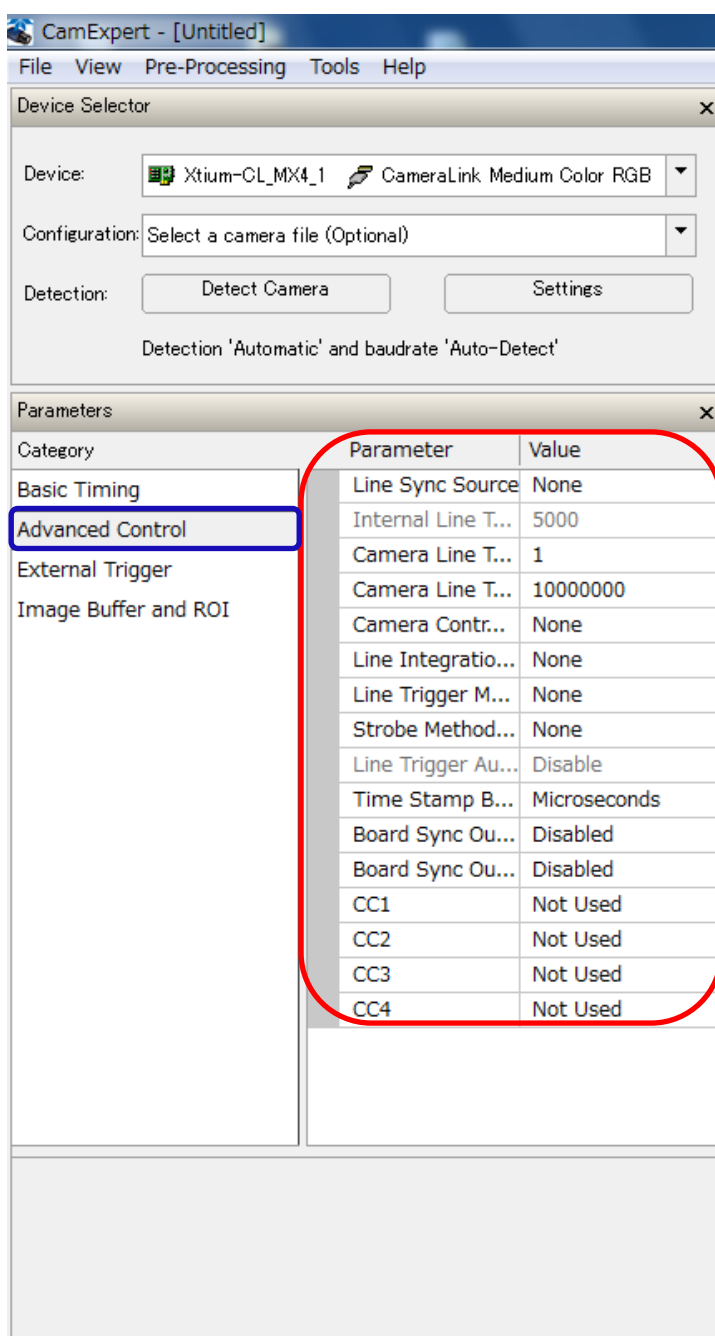 CamExpert - [Untitled]
File View Pre-Processing Tools Help
Device Selector ×
Device: Xtium-CL_MX4_1 CameraLink Medium Color RGB
Configuration: Select a camera file (Optional)
Detection: Detect Camera Settings
Detection 'Automatic' and baudrate 'Auto-Detect'
Parameters ×
Category Parameter Value
Basic Timing
Advanced Control
External Trigger
Image Buffer and ROI
Line Sync Source None
Internal Line T... 5000
Camera Line T... 1
Camera Line T... 10000000
Camera Contr... None
Line Integratio... None
Line Trigger M... None
Strobe Method... None
Line Trigger Au... Disable
Time Stamp B... Microseconds
Board Sync Ou... Disabled
Board Sync Ou... Disabled
CC1 Not Used
CC2 Not Used
CC3 Not Used
CC4 Not Used